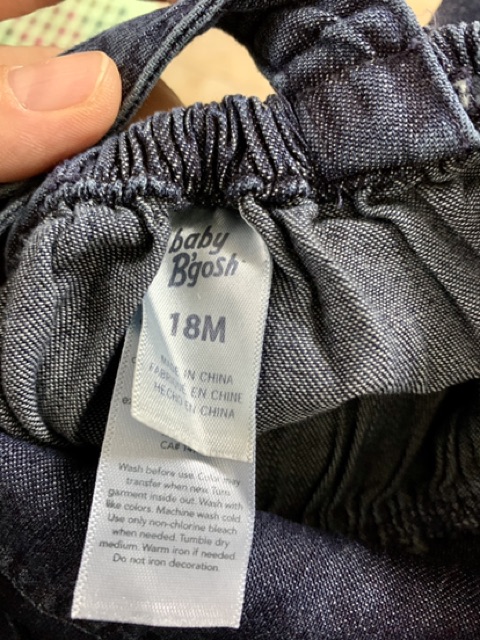 baby
B'gosh
18M
MADE IN CHINA
FABRIQUÉ EN CHINE
HECHO EN CHINA
CA#
Wash before use. Color may
transfer when new. Turn
garment inside out. Wash with
like colors. Machine wash cold.
Use only non-chlorine bleach
when needed. Tumble dry
medium. Warm iron if needed.
Do not iron decoration.